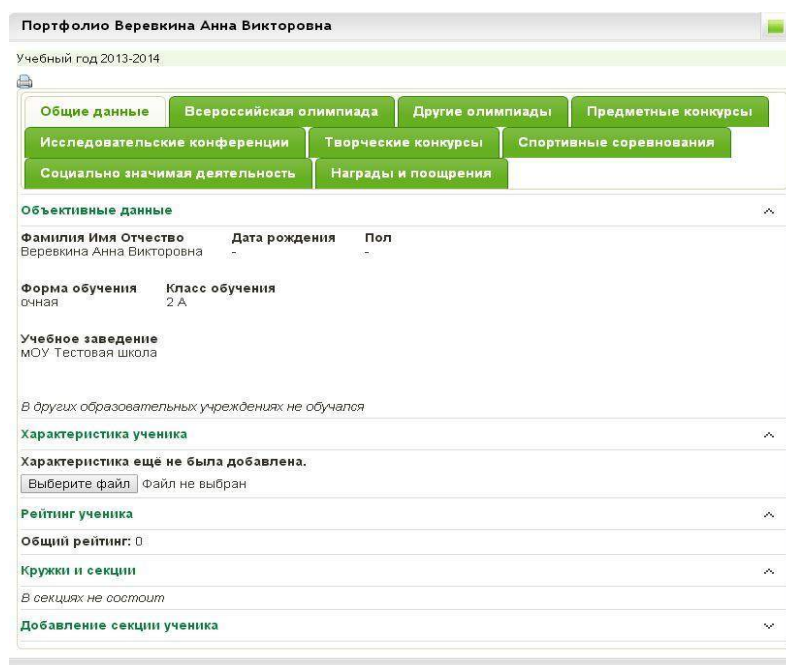 Портфолио Веревкина Анна Викторовна
Учебный год 2013-2014
Общие данные Всероссийская олимпиада Другие олимпиады Предметные конкурсы
Исследовательские конференции Творческие конкурсы Спортивные соревнования
Социально значимая деятельность Награды и поощрения
Объективные данные
Фамилия Имя Отчество Дата рождения Пол
Веревкина Анна Викторовна - -
Форма обучения Класс обучения
очная 2 А
Учебное заведение
мОУ Тестовая школа
В других образовательных учреждениях не обучался
Характеристика ученика
Характеристика ещё не была добавлена.
Выберите файл Файл не выбран
Рейтинг ученика
Общий рейтинг: 0
Кружки и секции
В секциях не состоит
Добавление секции ученика